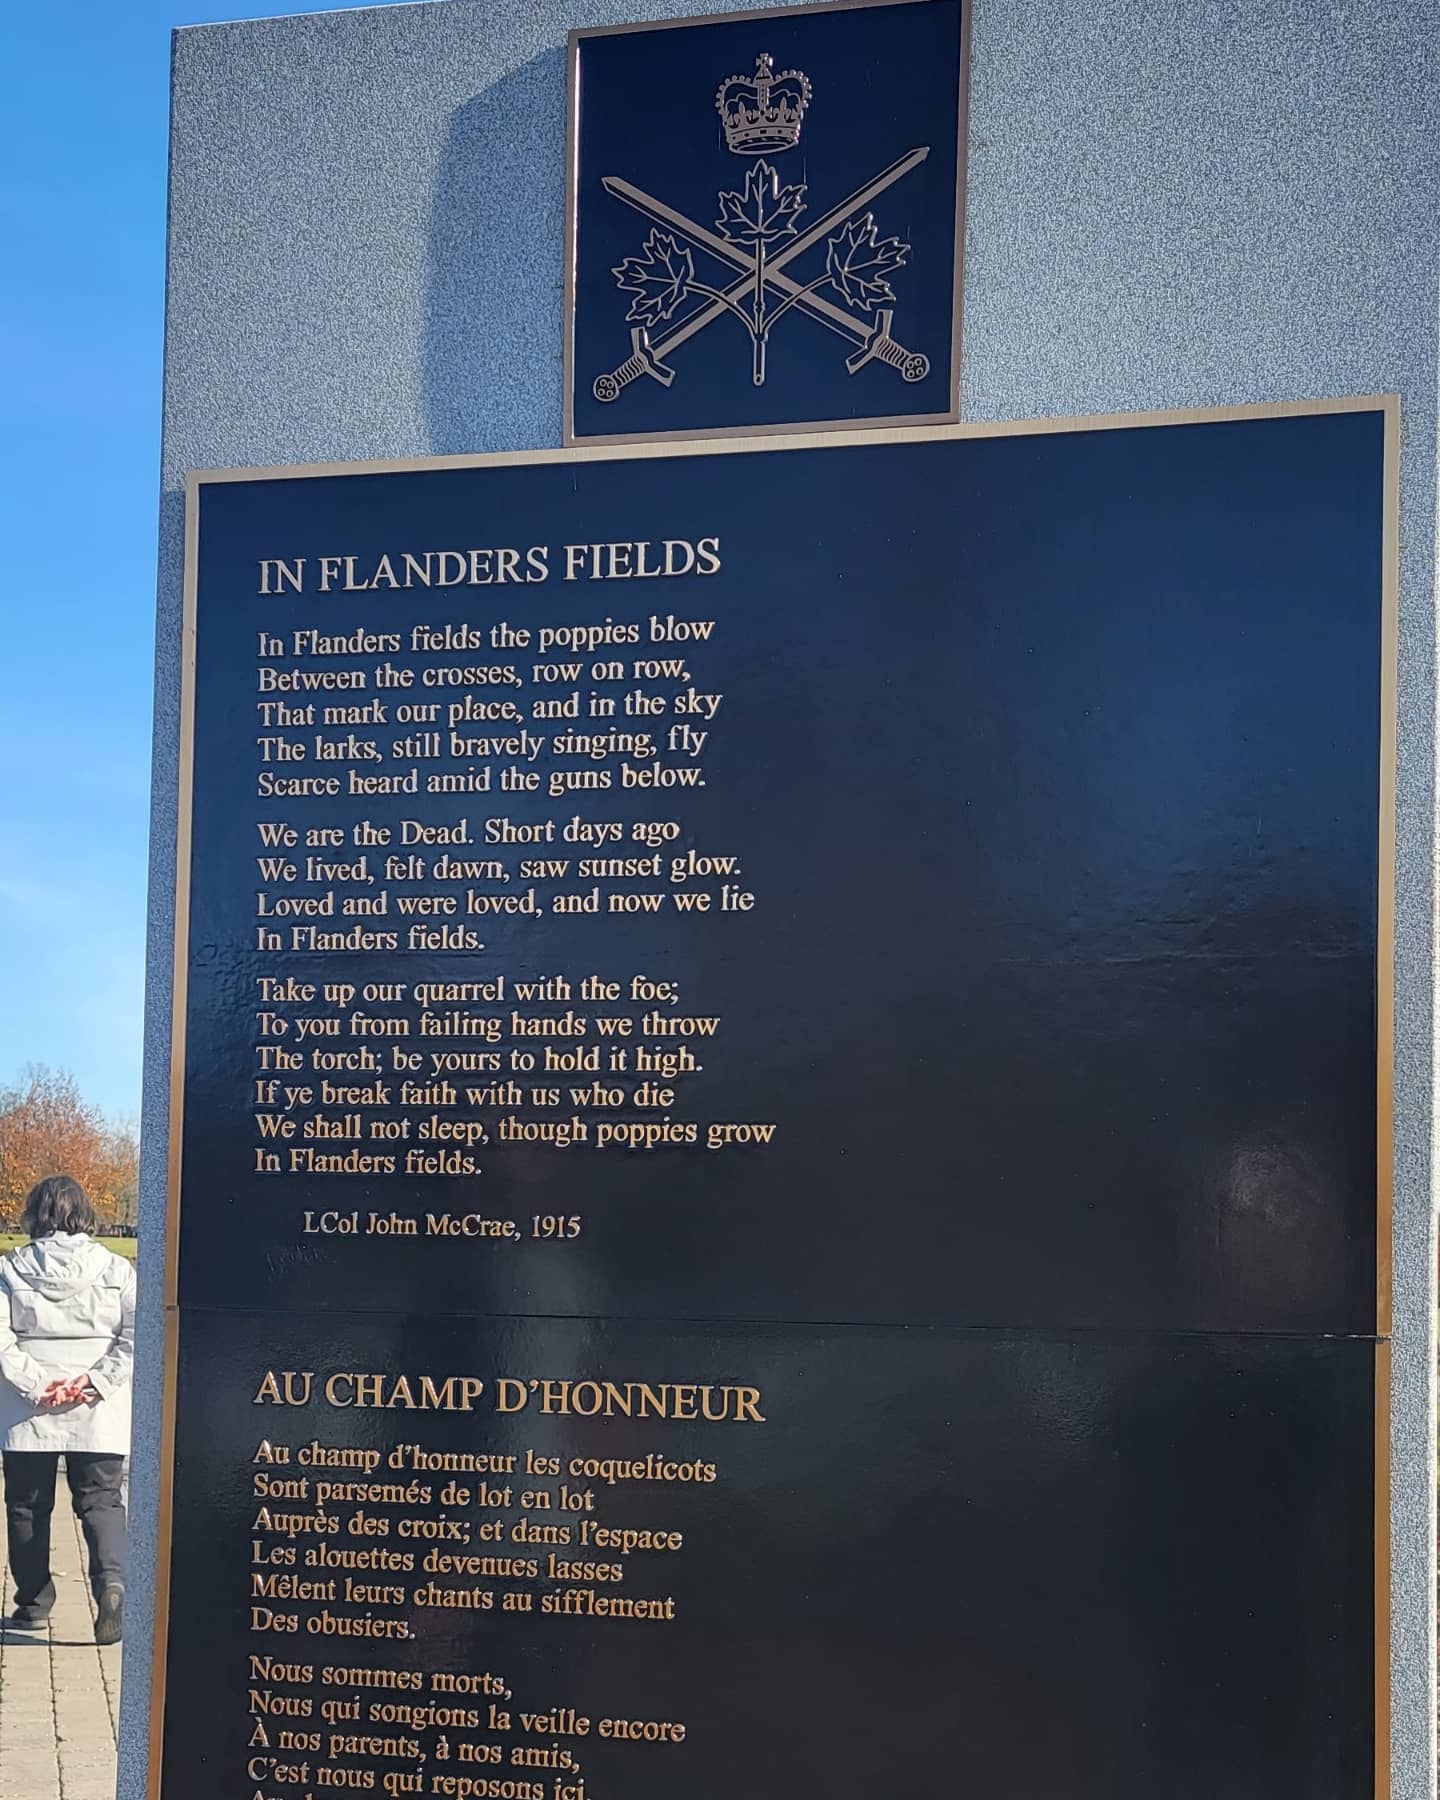 IN FLANDERS FIELDS
In Flanders fields the poppies blow
Between the crosses, row on row,
That mark our place, and in the sky
The larks, still bravely singing, fly
Scarce heard amid the guns below.
We are the Dead. Short days ago
We lived, felt dawn, saw sunset glow.
Loved and were loved, and now we lie
In Flanders fields.
Take up our quarrel with the foe;
To you from failing hands we throw
The torch; be yours to hold it high.
If ye break faith with us who die
We shall not sleep, though poppies grow
In Flanders fields.
LCol John McCrae, 1915
AU CHAMP D'HONNEUR
Au champ d'honneur les coquelicots
Sont parsemés de lot en lot
Auprès des croix; et dans l'espace
Les alouettes devenues lasses
Mêlent leurs chants au sifflement
Des obusiers.
Nous sommes morts,
Nous qui songions la veille encore
À nos parents, à nos amis,
C'est nous qui reposons ici,